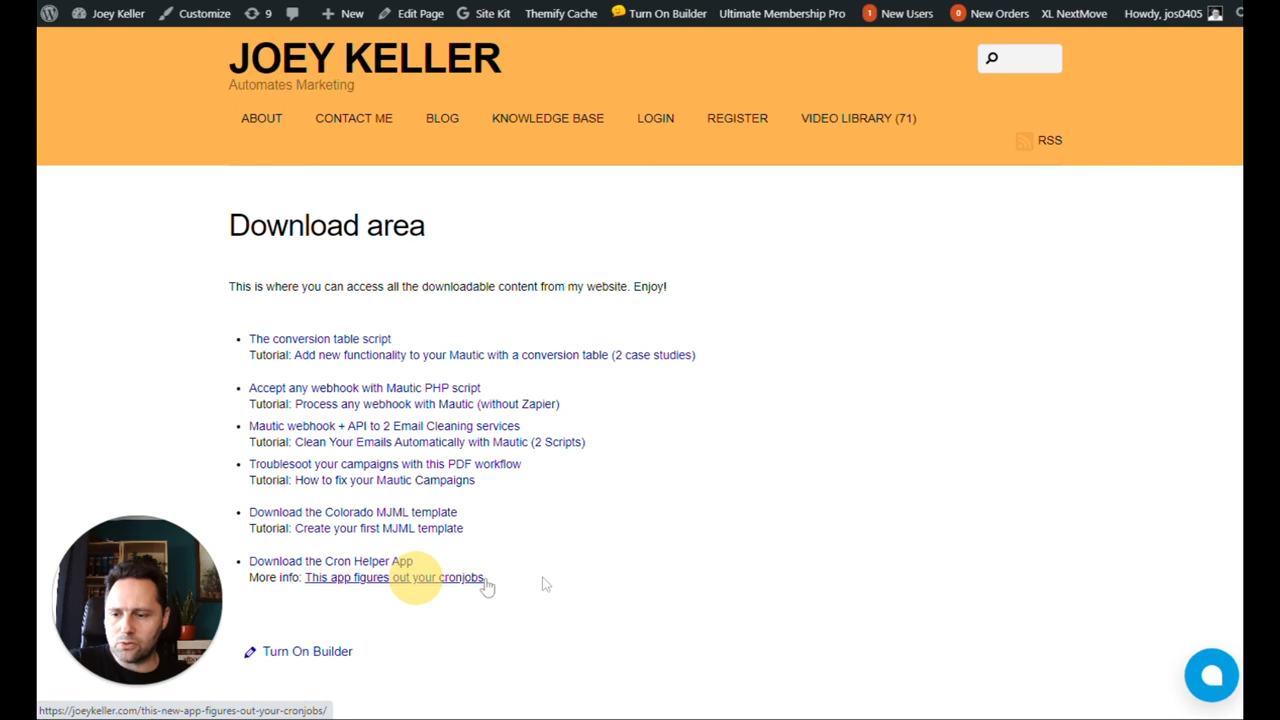 Joey Keller Customize 9 New Edit Page Site Kit Themify Cache Turn On Builder Ultimate Membership Pro 1 New Users 0 New Orders XL NextMove Howdy, jos0405
JOEY KELLER
Automates Marketing
ABOUT CONTACT ME BLOG KNOWLEDGE BASE LOGIN REGISTER VIDEO LIBRARY (71)
RSS
Download area
This is where you can access all the downloadable content from my website. Enjoy!
The conversion table script
Tutorial: Add new functionality to your Mautic with a conversion table (2 case studies)
Accept any webhook with Mautic PHP script
Tutorial: Process any webhook with Mautic (without Zapier)
Mautic webhook + API to 2 Email Cleaning services
Tutorial: Clean Your Emails Automatically with Mautic (2 Scripts)
Troublesoot your campaigns with this PDF workflow
Tutorial: How to fix your Mautic Campaigns
Download the Colorado MJML template
Tutorial: Create your first MJML template
Download the Cron Helper App
More info: This app figures out your cronjobs
Turn On Builder
https://joeykeller.com/this-new-app-figures-out-your-cronjobs/